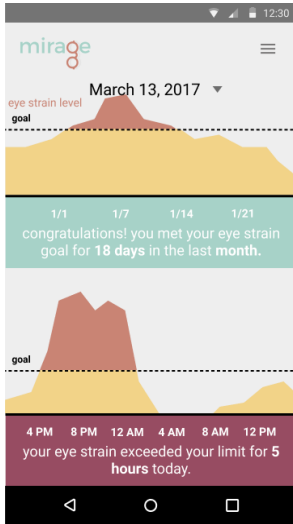 12:30
mirage
March 13, 2017
eye strain level
goal
1/1 1/7 1/14 1/21
congratulations! you met your eye strain
goal for 18 days in the last month.
goal
4 PM 8 PM 12 AM 4 AM 8 AM 12 PM
your eye strain exceeded your limit for 5
hours today.